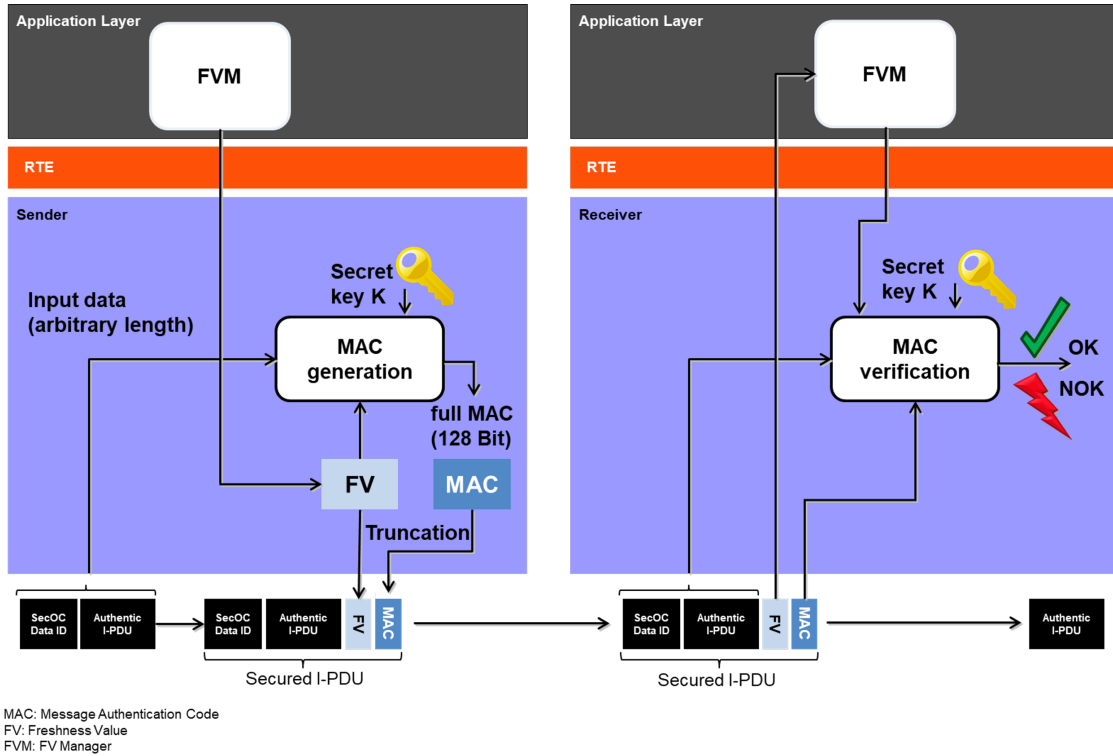 Application Layer
FVM
RTE
Sender
Secret
key K
Input data
(arbitrary length)
MAC
generation
full MAC
(128 Bit)
FV
MAC
Truncation
SecOC
Data ID
Authentic
I-PDU
SecOC
Data ID
Authentic
I-PDU
FV
MAC
Secured I-PDU
Application Layer
FVM
RTE
Receiver
Secret
key K
MAC
verification
OK
NOK
SecOC
Data ID
Authentic
I-PDU
FV
MAC
Secured I-PDU
Authentic
I-PDU
MAC: Message Authentication Code
FV: Freshness Value
FVM: FV Manager